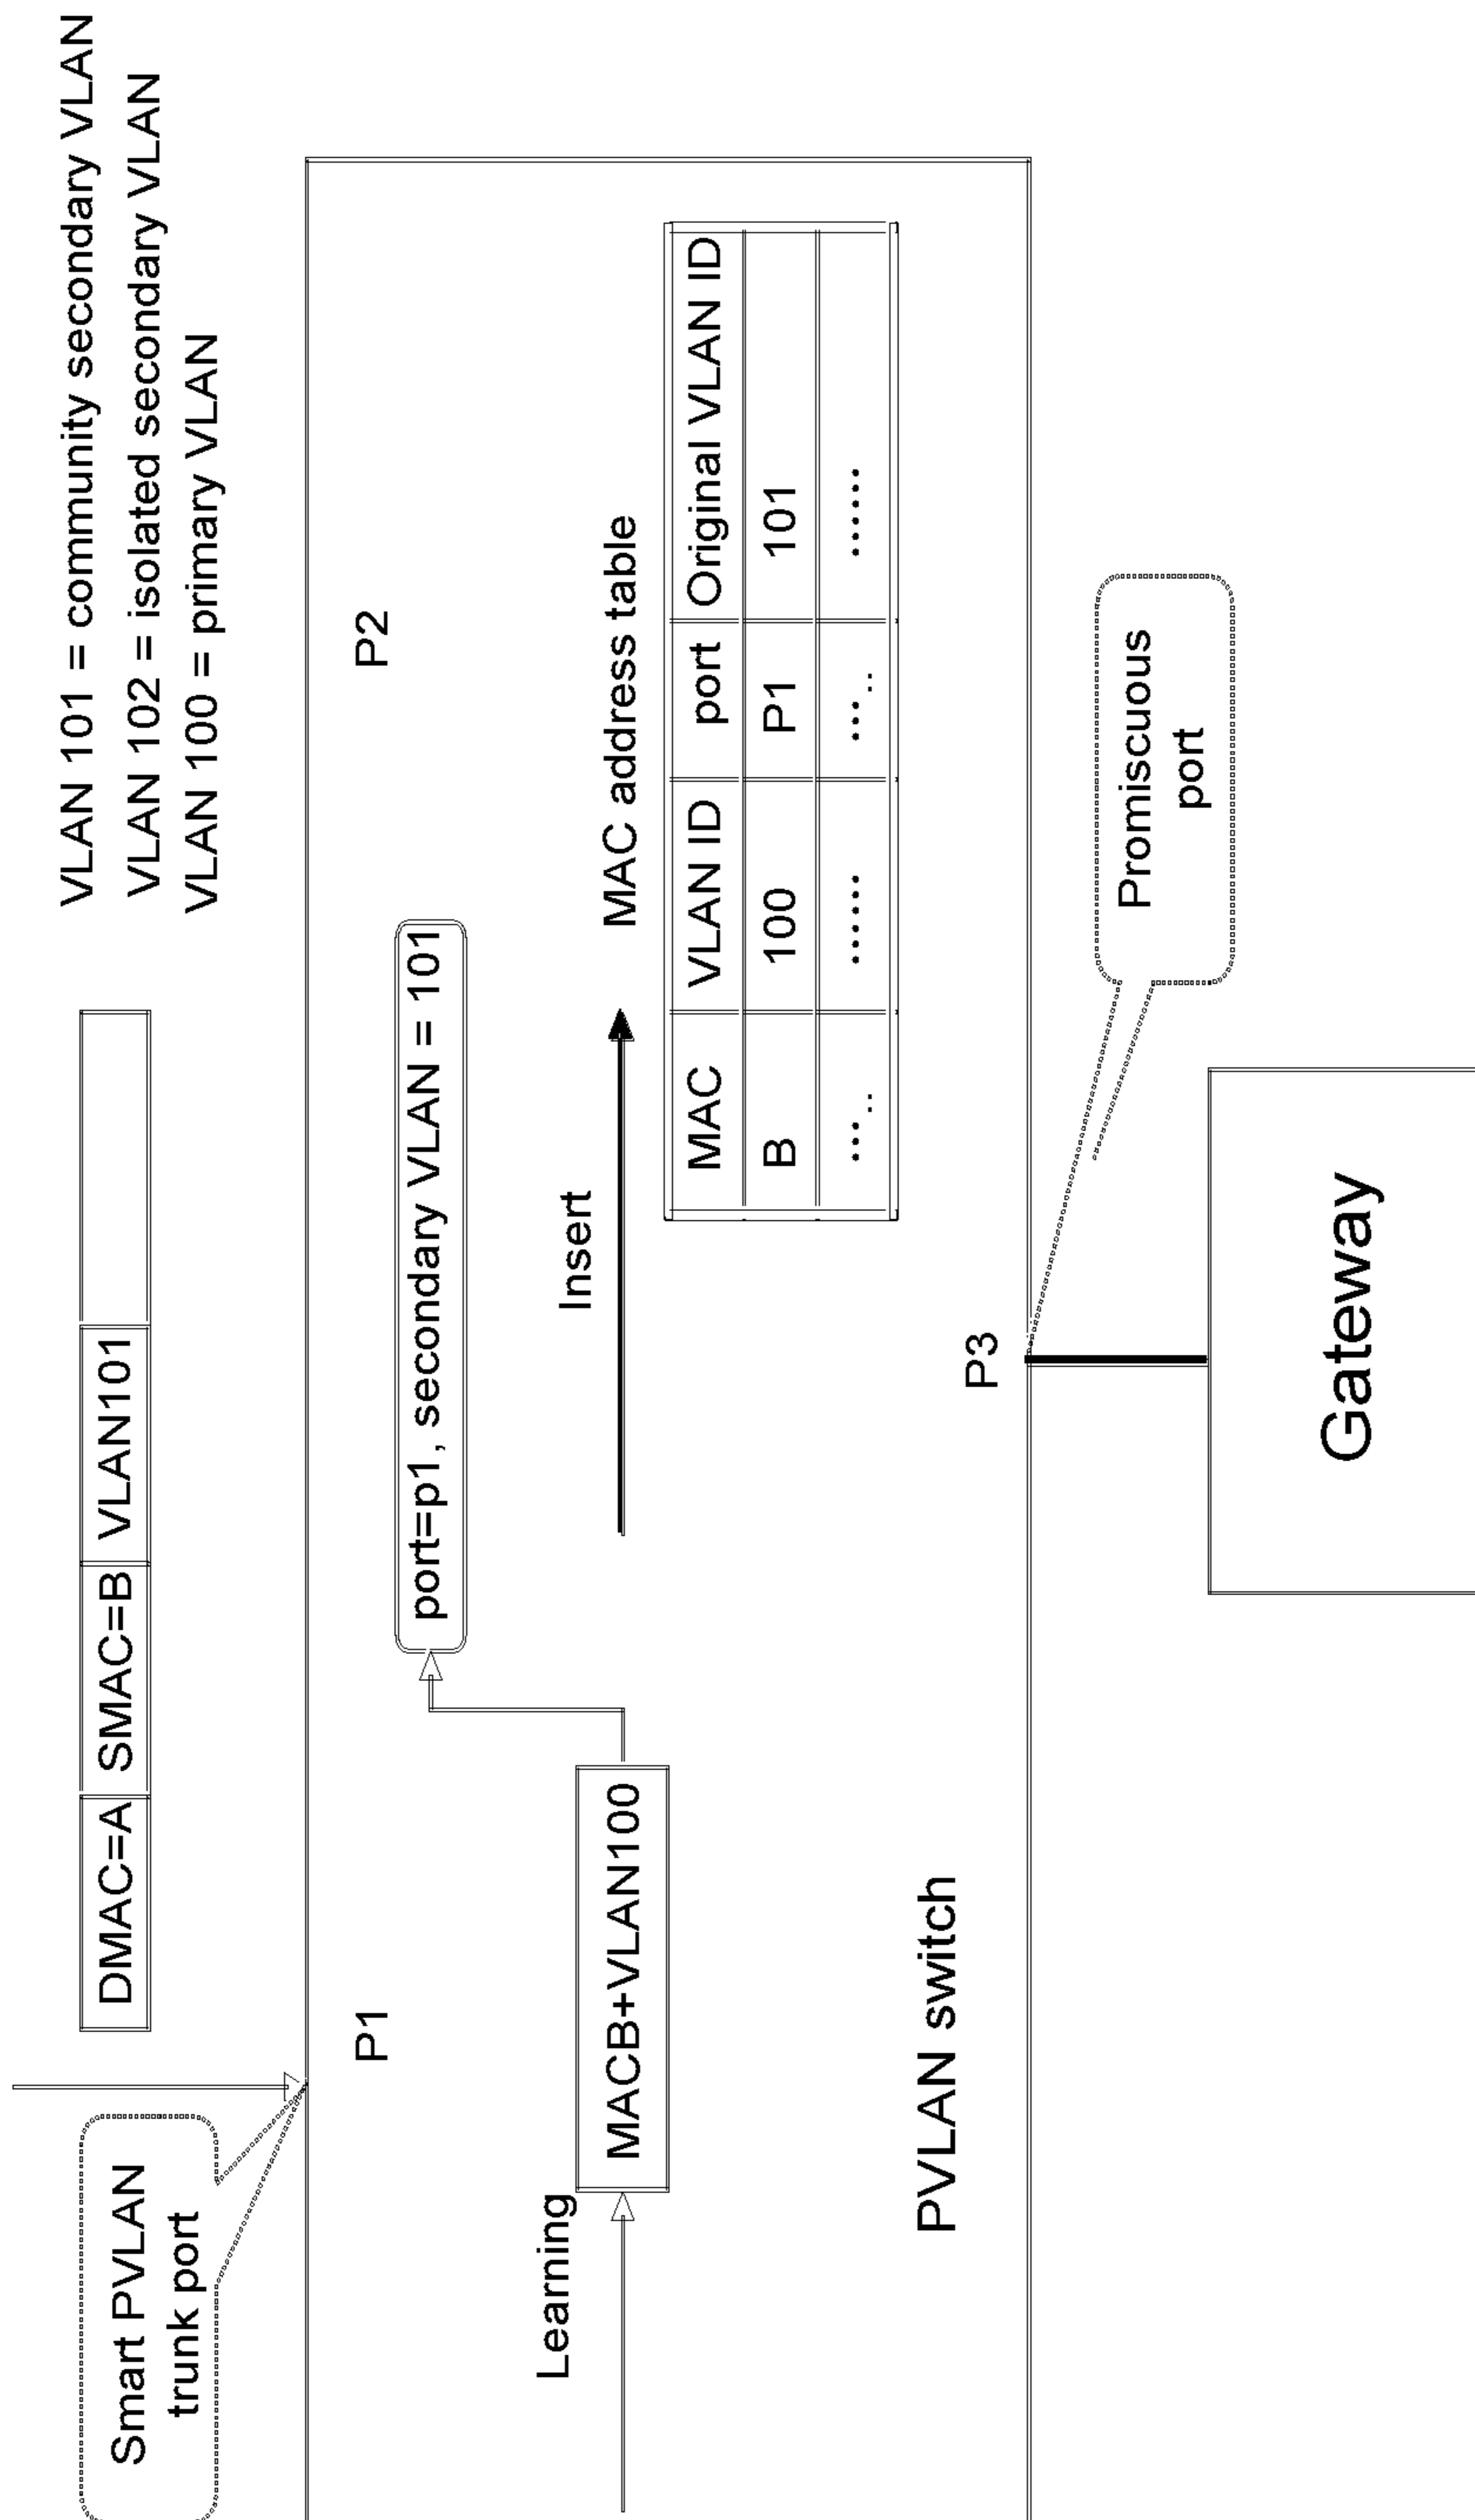 VLAN 101 = community secondary VLAN
VLAN 102 = isolated secondary VLAN
VLAN 100 = primary VLAN
DMAC=A SMAC=B VLAN101
Smart PVLAN
trunk port
P1
P2
port=p1, secondary VLAN = 101
Learning
MACB+VLAN100
Insert
MAC address table
MAC VLAN ID port Original VLAN ID
B 100 P1 101
..... ...... ..... ......
PVLAN switch
P3
Promiscuous
port
Gateway